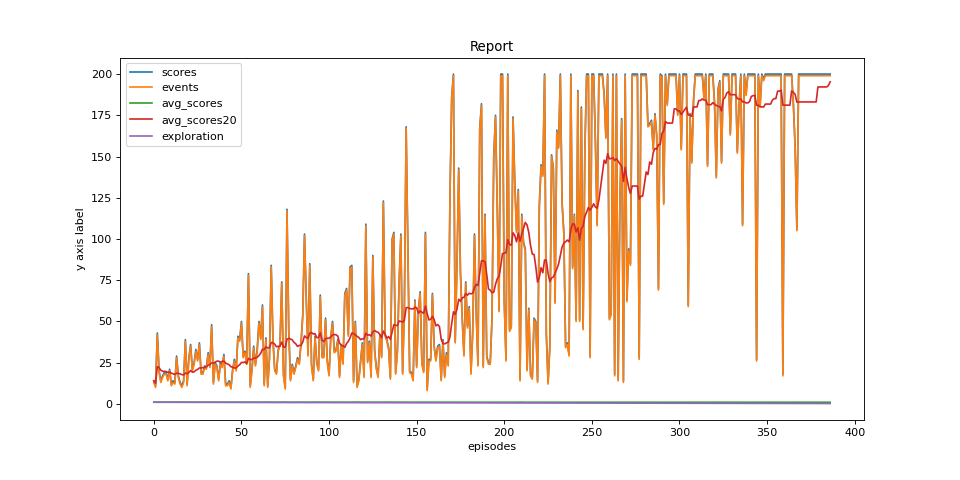 Report
200
175
150
125
100
75
50
25
0
y axis label
scores
events
avg_scores
avg_scores20
exploration
0
50
100
150
200
250
300
350
400
episodes